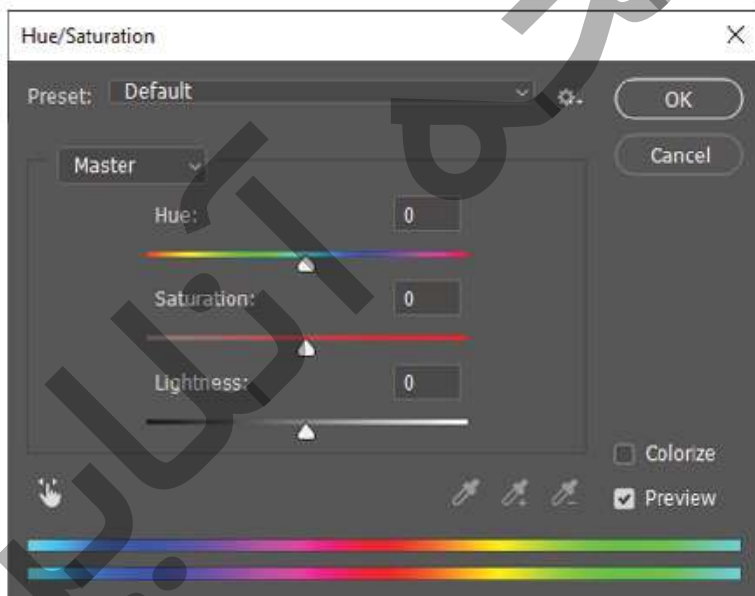 Hue/Saturation
Preset: Default
OK
Cancel
Master
Hue: 0
Saturation: 0
Lightness: 0
Colorize
Preview